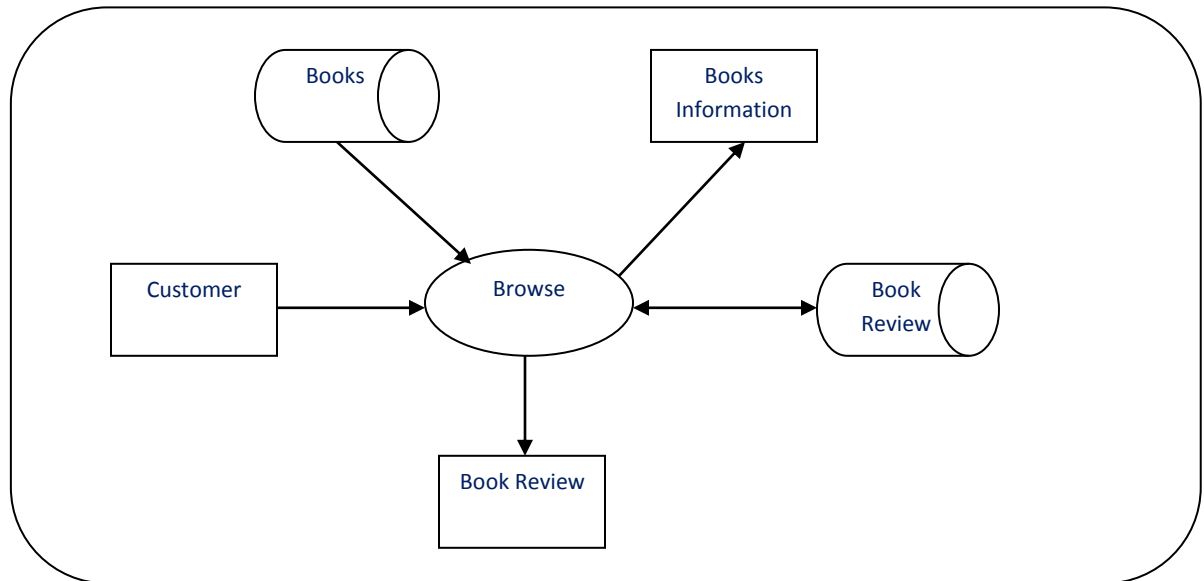 Books
Books
Information
Customer
Browse
Book
Review
Book Review